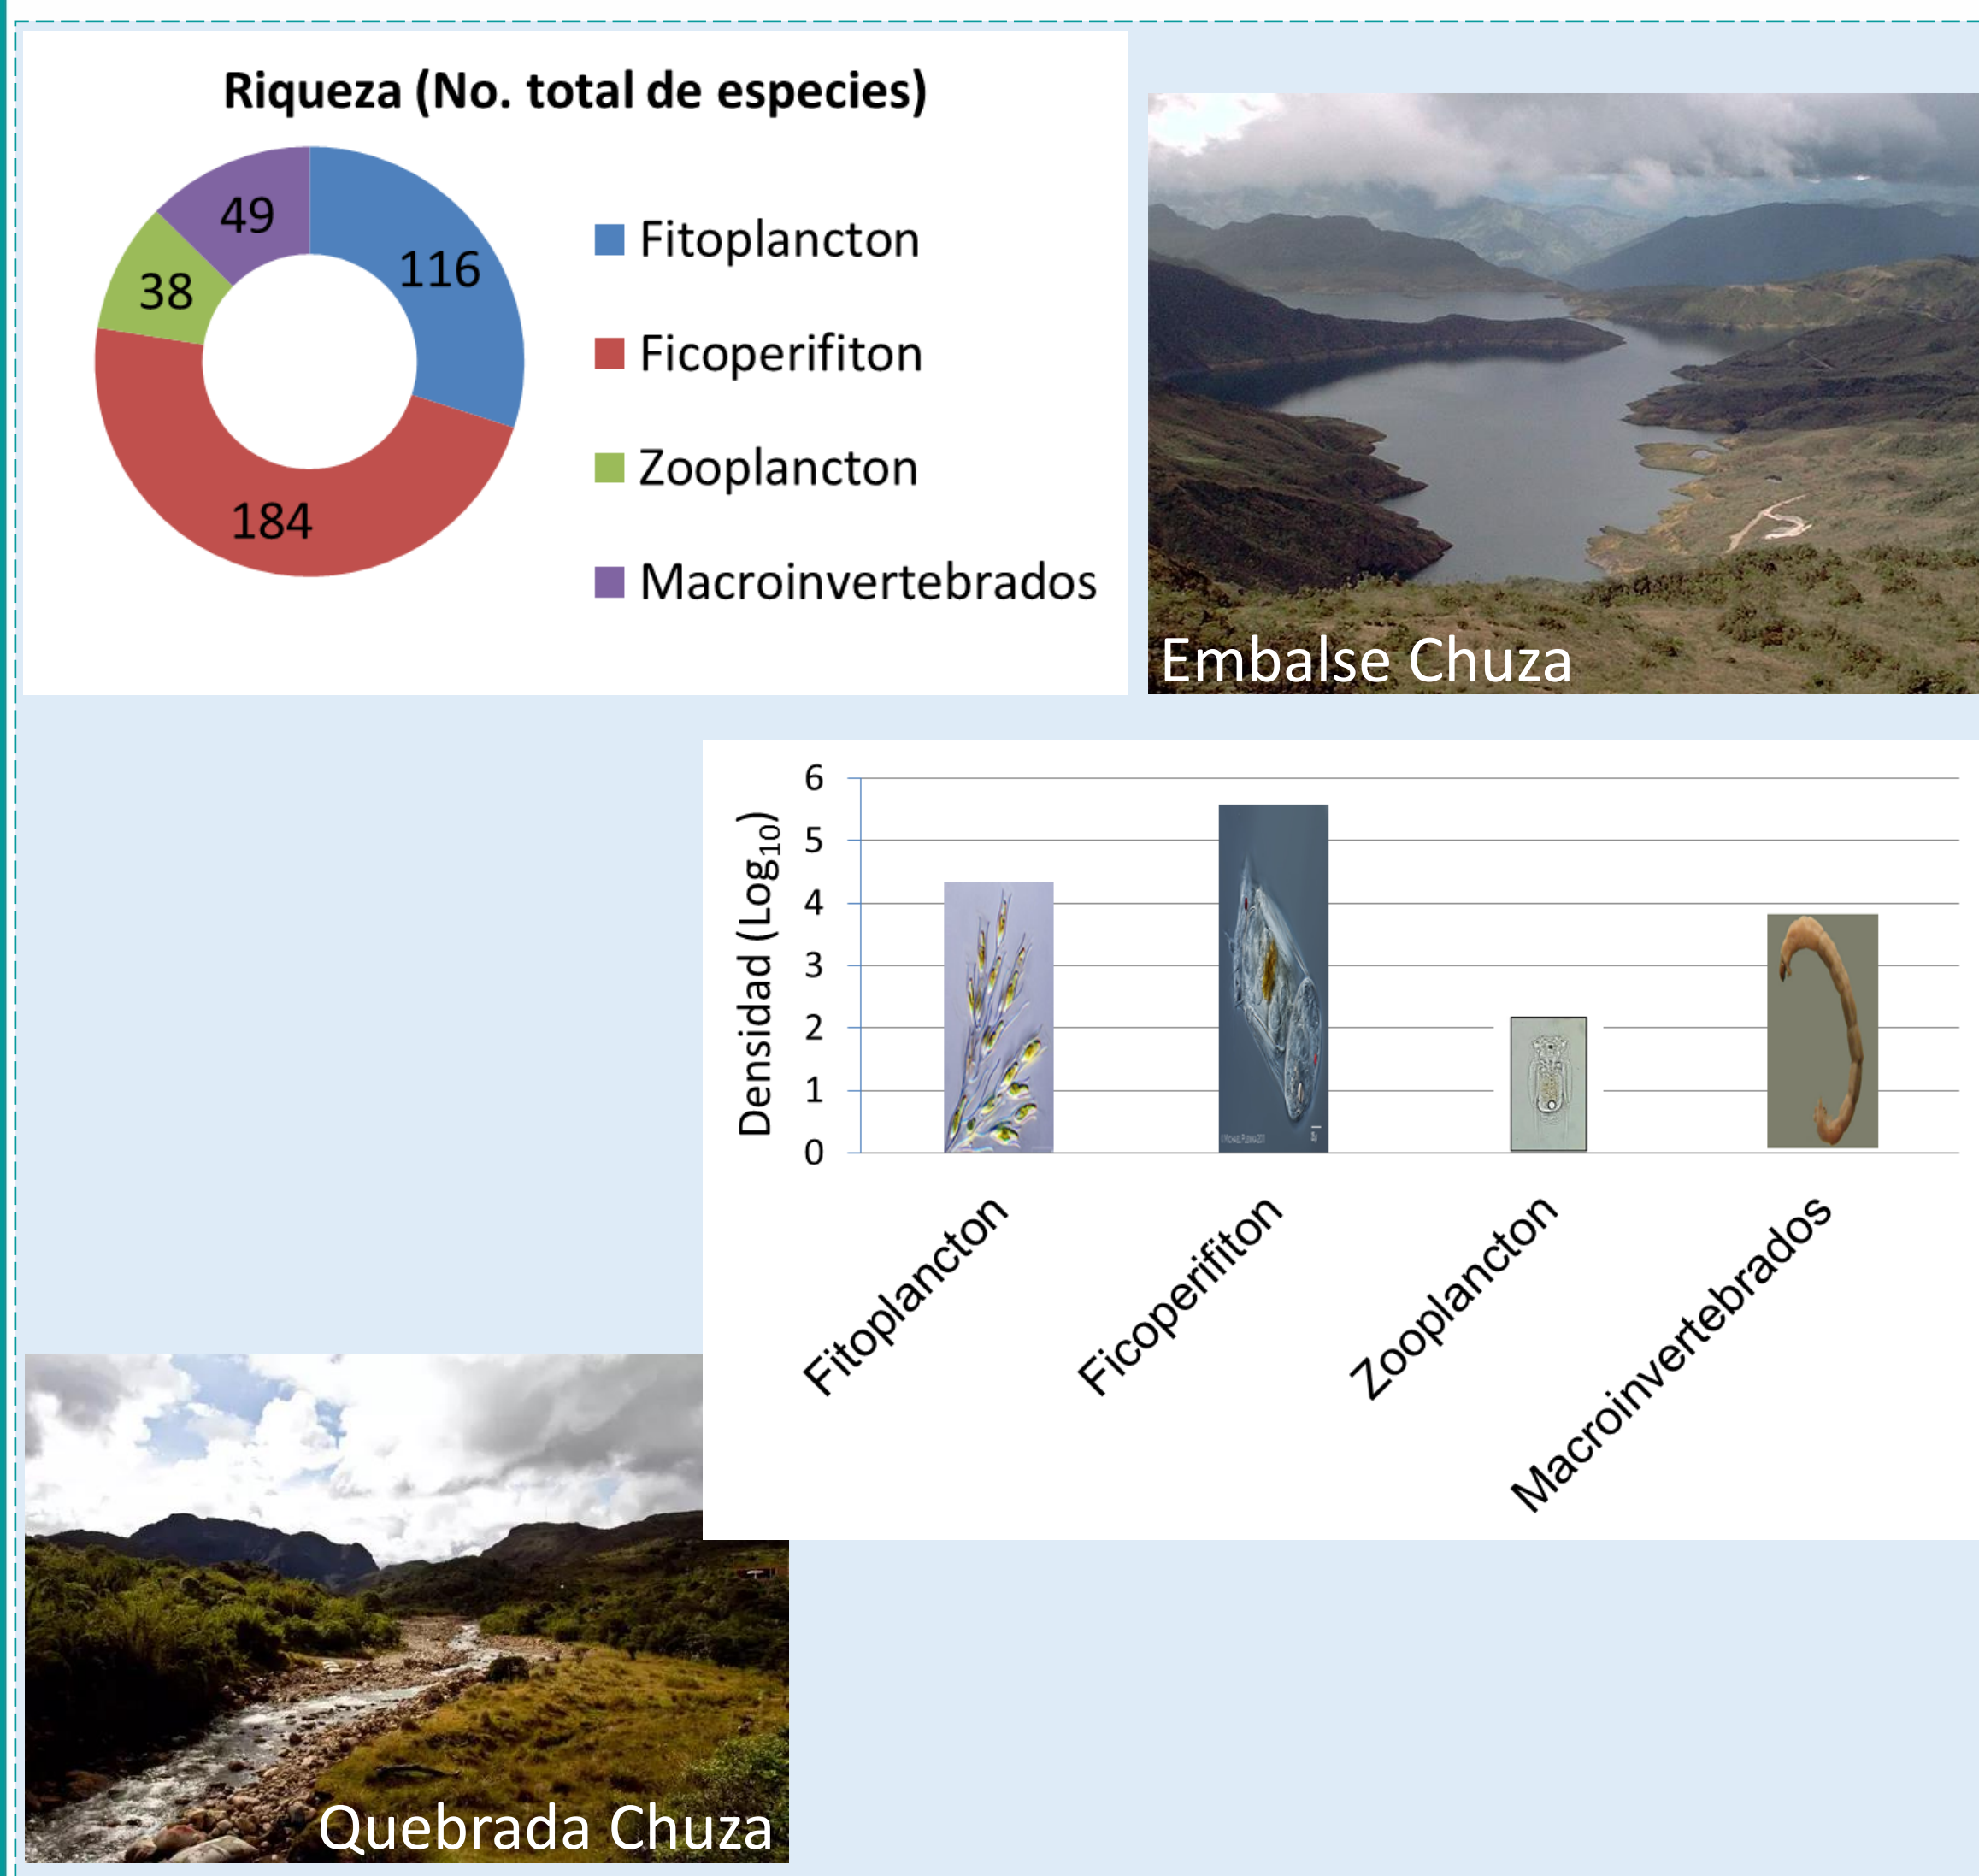 Riqueza (No. total de especies)
49
116
38
184
Fitoplancton
Ficoperifiton
Zooplancton
Macroinvertebrados
Embalse Chuza
Densidad (Log₁₀)
6
5
4
3
2
1
0
Fitoplancton
Ficoperifiton
Zooplancton
Macroinvertebrados
Quebrada Chuza